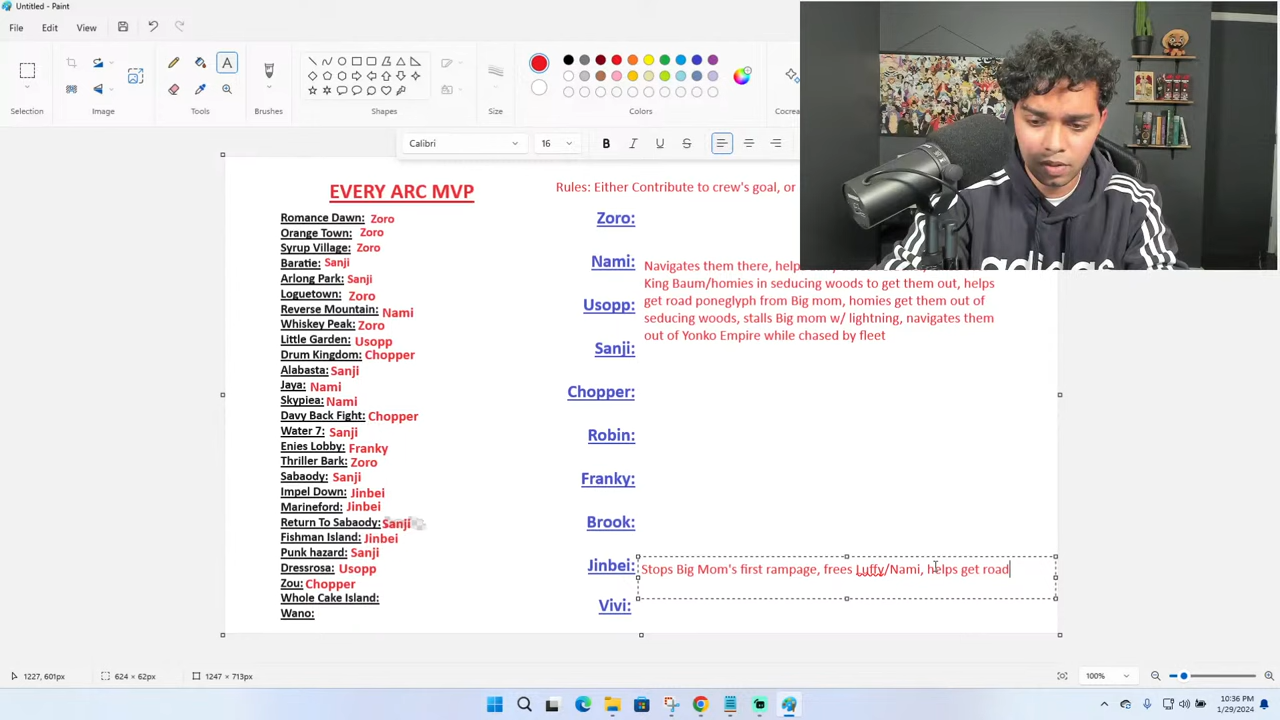 Untitled - Paint
File Edit View
Selection Image Tools Brushes Shapes Size Colors
Calibri 16 B I U S
EVERY ARC MVP
Rules: Either Contribute to crew's goal, or
Romance Dawn: Zoro
Orange Town: Zoro
Syrup Village: Zoro
Baratie: Sanji
Arlong Park: Sanji
Loguetown: Zoro
Reverse Mountain: Nami
Whiskey Peak: Zoro
Little Garden: Usopp
Drum Kingdom: Chopper
Alabasta: Sanji
Jaya: Nami
Skypiea: Nami
Davy Back Fight: Chopper
Water 7: Sanji
Enies Lobby: Franky
Thriller Bark: Zoro
Sabaody: Sanji
Impel Down: Jinbei
Marineford: Jinbei
Return To Sabaody: Sanji
Fishman Island: Jinbei
Punk hazard: Sanji
Dressrosa: Usopp
Zou: Chopper
Whole Cake Island:
Wano:
Zoro:
Nami:
Navigates them there, help
King Baum/homies in seducing woods to get them out, helps
get road poneglyph from Big mom, homies get them out of
seducing woods, stalls Big mom w/ lightning, navigates them
out of Yonko Empire while chased by fleet
Usopp:
Sanji:
Chopper:
Robin:
Franky:
Brook:
Jinbei: Stops Big Mom's first rampage, frees Luffy/Nami, helps get road
Vivi:
adidas
1227, 601px 624 × 62px 1247 × 713px 100%
10:36 PM
1/29/2024